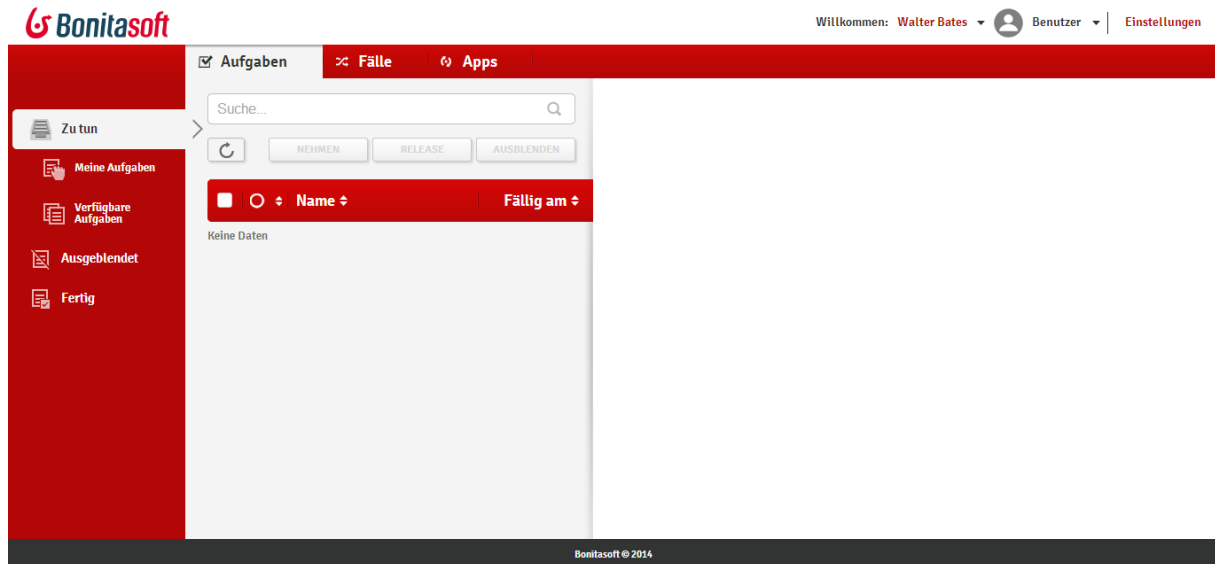 Bonitasoft
Willkommen: Walter Bates Benutzer Einstellungen
Aufgaben Fälle Apps
Suche...
Zu tun
NEHMEN RELEASE AUSBLENDEN
Meine Aufgaben
Name Fällig am
Verfügbare
Aufgaben
Keine Daten
Ausgeblendet
Fertig
Bonitasoft © 2014